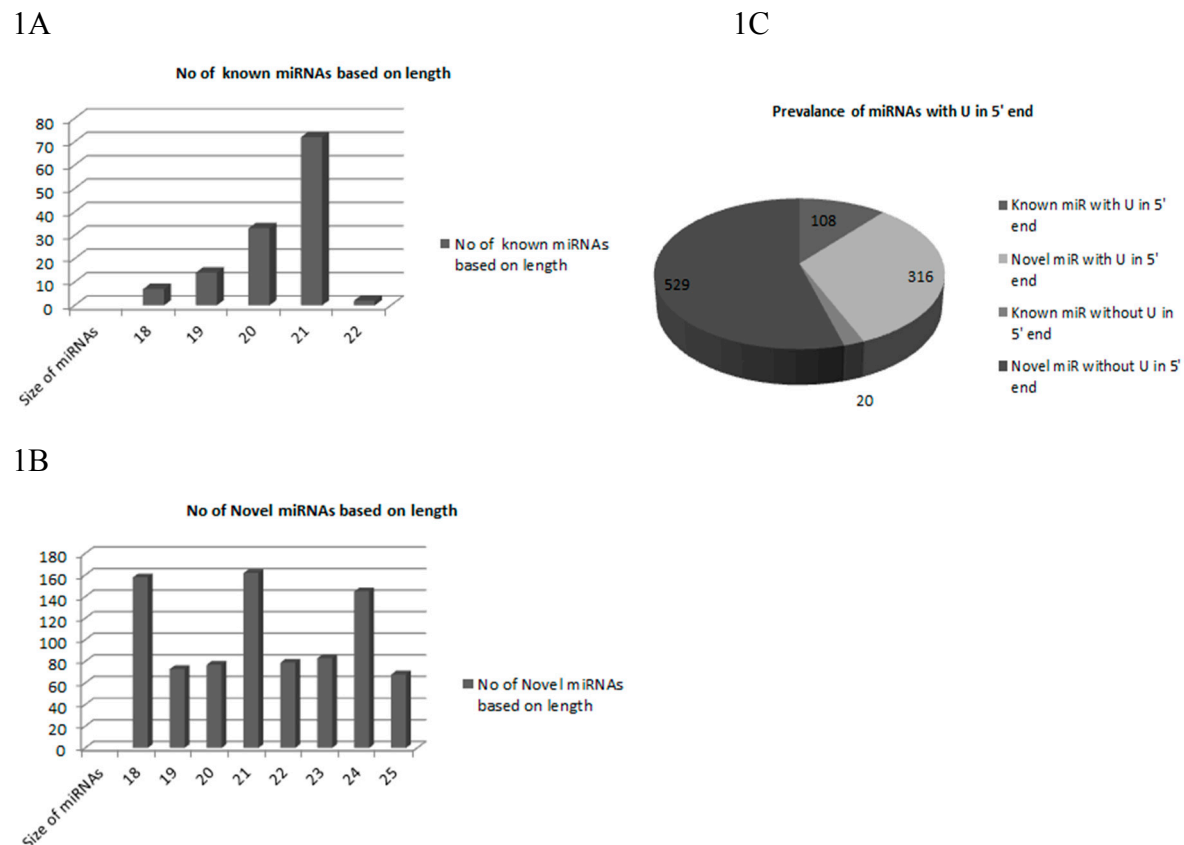 1A
No of known miRNAs based on length
80
70
60
50
40
30
20
10
0
Size of miRNAs
18
19
20
21
22
No of known miRNAs
based on length
1C
Prevalance of miRNAs with U in 5' end
108
316
529
20
Known miR with U in 5'
end
Novel miR with U in 5'
end
Known miR without U in
5' end
Novel miR without U in 5'
end
1B
No of Novel miRNAs based on length
180
160
140
120
100
80
60
40
20
0
Size of miRNAs
18
19
20
21
22
23
24
25
No of Novel miRNAs
based on length